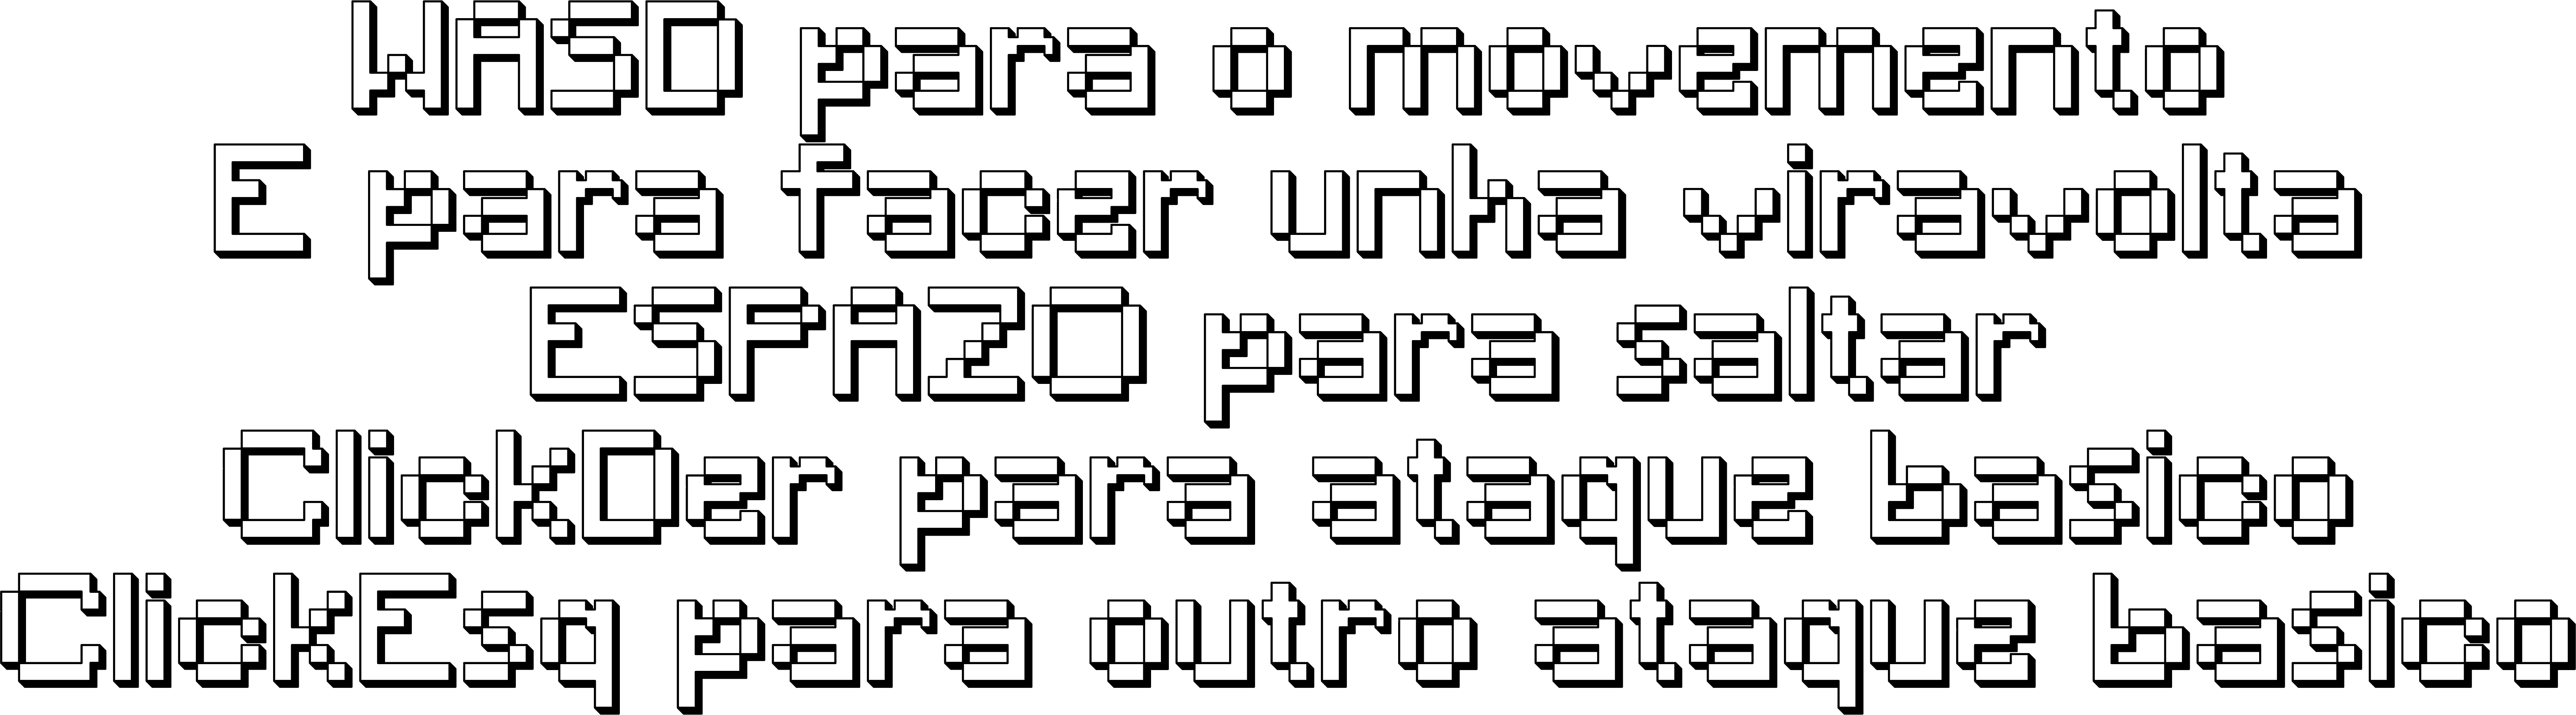 WASD para o movemento
E para facer unha viravolta
ESPAZO para saltar
ClickDer para ataque basico
ClickEsq para outro ataque basico